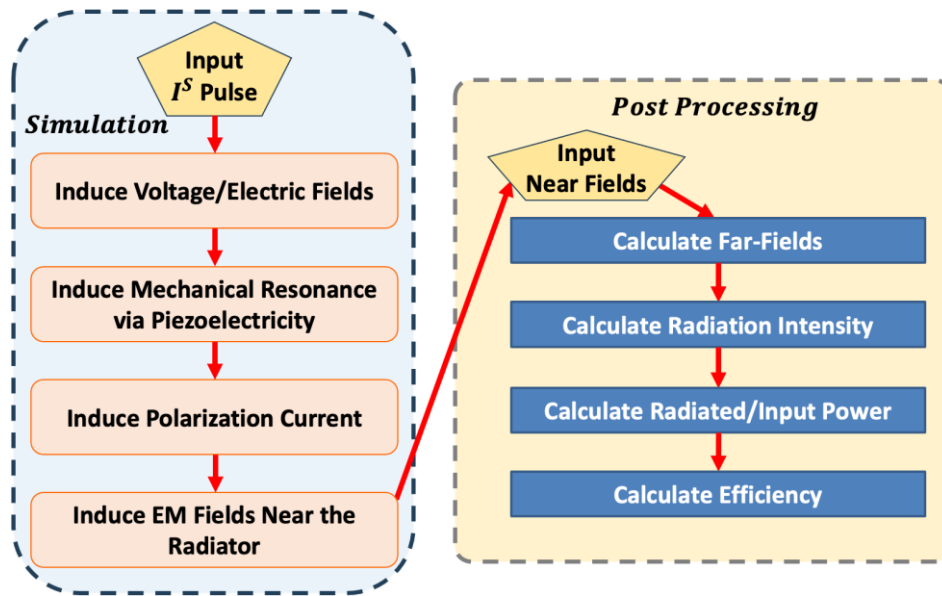 Input
I^S Pulse
Simulation
Induce Voltage/Electric Fields
Induce Mechanical Resonance
via Piezoelectricity
Induce Polarization Current
Induce EM Fields Near the
Radiator
Post Processing
Input
Near Fields
Calculate Far-Fields
Calculate Radiation Intensity
Calculate Radiated/Input Power
Calculate Efficiency